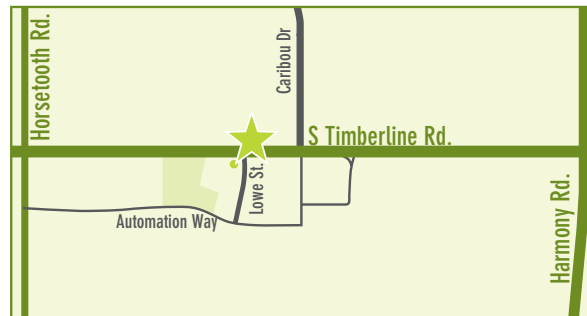 Horsetooth Rd.
Caribou Dr
S Timberline Rd.
Lowe St.
Automation Way
Harmony Rd.